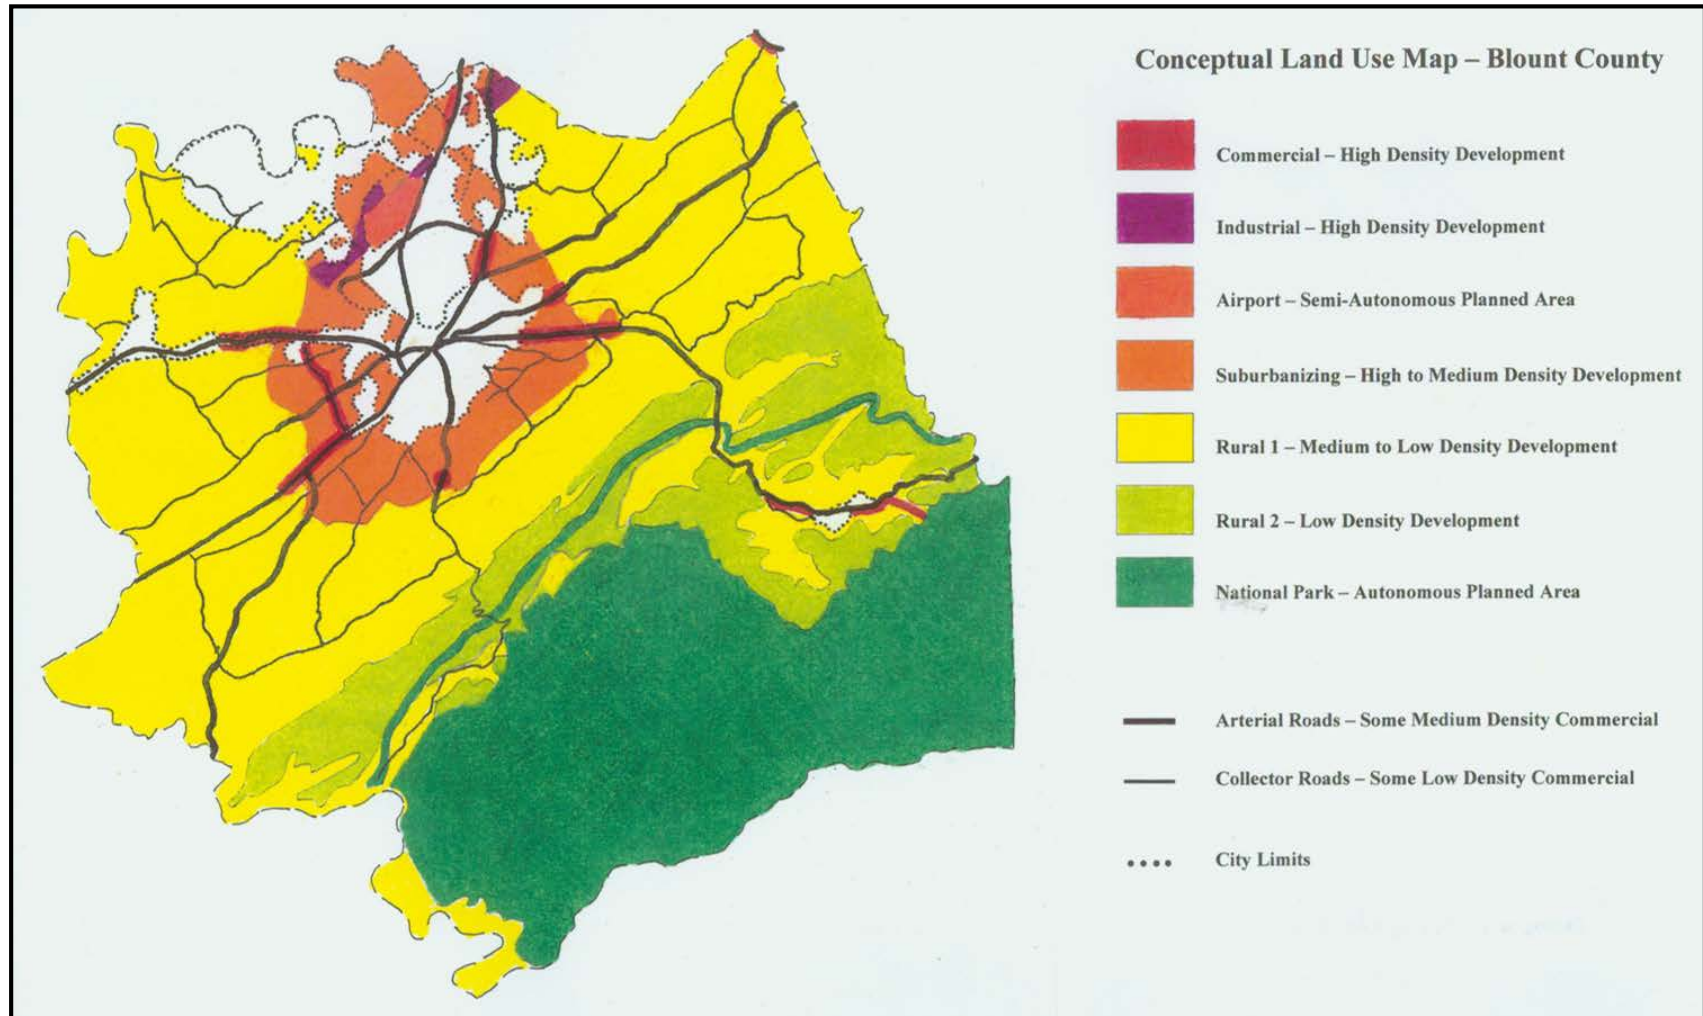 Conceptual Land Use Map – Blount County
Commercial – High Density Development
Industrial – High Density Development
Airport – Semi-Autonomous Planned Area
Suburbanizing – High to Medium Density Development
Rural 1 – Medium to Low Density Development
Rural 2 – Low Density Development
National Park – Autonomous Planned Area
Arterial Roads – Some Medium Density Commercial
Collector Roads – Some Low Density Commercial
City Limits